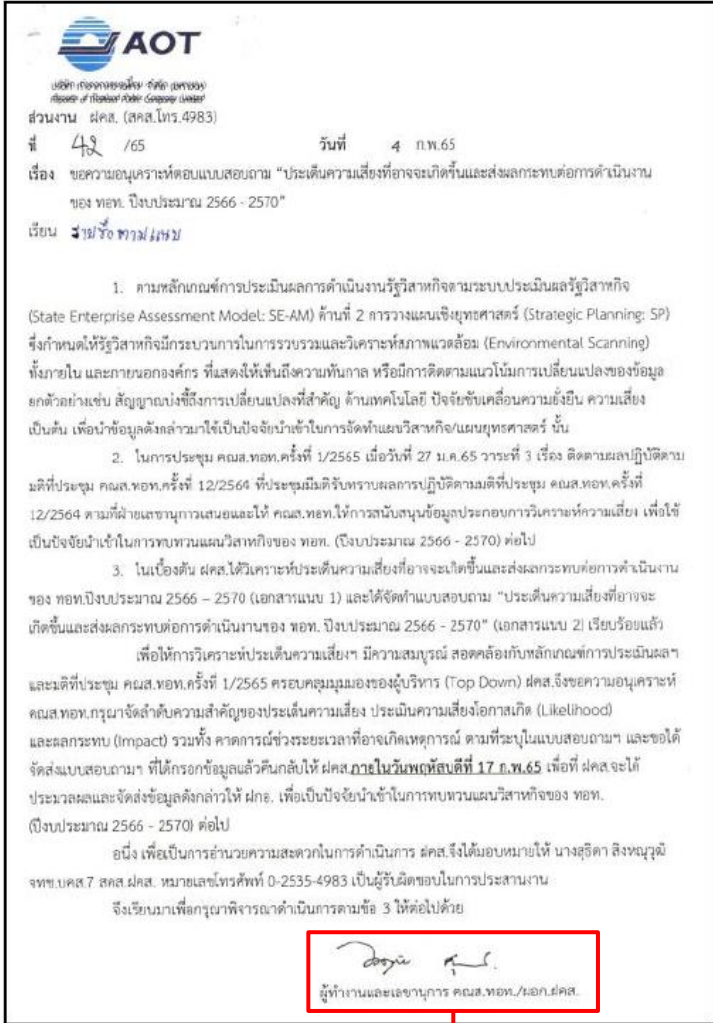 AOT
บริษัท ท่าอากาศยานไทย จำกัด (มหาชน)
Airports of Thailand Public Company Limited
ส่วนงาน ฝคส. (สคส.โทร.4983)
ที่ 42 /65 วันที่ 4 ก.พ.65
เรื่อง ขอความอนุเคราะห์ตอบแบบสอบถาม “ประเด็นความเสี่ยงที่อาจจะเกิดขึ้นและส่งผลกระทบต่อการดำเนินงาน
ของ ทอท. ปีงบประมาณ 2566 - 2570”
เรียน รายชื่อตามแนบ
1. ตามหลักเกณฑ์การประเมินผลการดำเนินงานรัฐวิสาหกิจตามระบบประเมินผลรัฐวิสาหกิจ
(State Enterprise Assessment Model: SE-AM) ด้านที่ 2 การวางแผนเชิงยุทธศาสตร์ (Strategic Planning: SP)
ซึ่งกำหนดให้รัฐวิสาหกิจมีกระบวนการในการรวบรวมและวิเคราะห์สภาพแวดล้อม (Environmental Scanning)
ทั้งภายใน และภายนอกองค์กร ที่แสดงให้เห็นถึงความทันกาล หรือมีการติดตามแนวโน้มการเปลี่ยนแปลงของข้อมูล
ยกตัวอย่างเช่น สัญญาณบ่งชี้ถึงการเปลี่ยนแปลงที่สำคัญ ด้านเทคโนโลยี ปัจจัยขับเคลื่อนความยั่งยืน ความเสี่ยง
เป็นต้น เพื่อนำข้อมูลดังกล่าวมาใช้เป็นปัจจัยนำเข้าในการจัดทำแผนวิสาหกิจ/แผนยุทธศาสตร์ นั้น
2. ในการประชุม คณส.ทอท.ครั้งที่ 1/2565 เมื่อวันที่ 27 ม.ค.65 วาระที่ 3 เรื่อง ติดตามผลปฏิบัติตาม
มติที่ประชุม คณส.ทอท.ครั้งที่ 12/2564 ที่ประชุมมีมติรับทราบผลการปฏิบัติตามมติที่ประชุม คณส.ทอท.ครั้งที่
12/2564 ตามที่ฝ่ายเลขานุการเสนอและให้ คณส.ทอท.ให้การสนับสนุนข้อมูลประกอบการวิเคราะห์ความเสี่ยง เพื่อใช้
เป็นปัจจัยนำเข้าในการทบทวนแผนวิสาหกิจของ ทอท. (ปีงบประมาณ 2566 - 2570) ต่อไป
3. ในเบื้องต้น ฝคส.ได้วิเคราะห์ประเด็นความเสี่ยงที่อาจจะเกิดขึ้นและส่งผลกระทบต่อการดำเนินงาน
ของ ทอท.ปีงบประมาณ 2566 – 2570 (เอกสารแนบ 1) และได้จัดทำแบบสอบถาม “ประเด็นความเสี่ยงที่อาจจะ
เกิดขึ้นและส่งผลกระทบต่อการดำเนินงานของ ทอท. ปีงบประมาณ 2566 - 2570” (เอกสารแนบ 2) เรียบร้อยแล้ว
เพื่อให้การวิเคราะห์ประเด็นความเสี่ยงฯ มีความสมบูรณ์ สอดคล้องกับหลักเกณฑ์การประเมินผลฯ
และมติที่ประชุม คณส.ทอท.ครั้งที่ 1/2565 ครอบคลุมมุมมองของผู้บริหาร (Top Down) ฝคส.จึงขอความอนุเคราะห์
คณส.ทอท.กรุณาจัดลำดับความสำคัญของประเด็นความเสี่ยง ประเมินความเสี่ยงโอกาสเกิด (Likelihood)
และผลกระทบ (Impact) รวมทั้ง คาดการณ์ช่วงระยะเวลาที่อาจเกิดเหตุการณ์ ตามที่ระบุในแบบสอบถามฯ และขอได้
จัดส่งแบบสอบถามฯ ที่ได้กรอกข้อมูลแล้วคืนกลับให้ ฝคส.ภายในวันพฤหัสบดีที่ 17 ก.พ.65 เพื่อที่ ฝคส.จะได้
ประมวลผลและจัดส่งข้อมูลดังกล่าวให้ ฝกอ. เพื่อเป็นปัจจัยนำเข้าในการทบทวนแผนวิสาหกิจของ ทอท.
(ปีงบประมาณ 2566 - 2570) ต่อไป
อนึ่ง เพื่อเป็นการอำนวยความสะดวกในการดำเนินการ ฝคส.จึงได้มอบหมายให้ นางสุธิดา สิงหณุวุฒิ
จทข.บคส.7 สคส.ฝคส. หมายเลขโทรศัพท์ 0-2535-4983 เป็นผู้รับผิดชอบในการประสานงาน
จึงเรียนมาเพื่อกรุณาพิจารณาดำเนินการตามข้อ 3 ให้ต่อไปด้วย
ผู้ทำงานและเลขานุการ คณส.ทอท./ผอก.ฝคส.